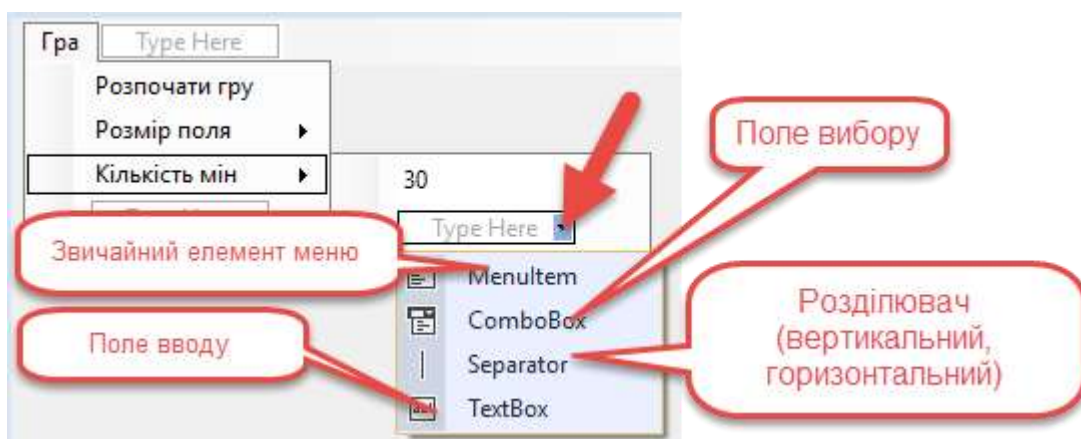 Гра
Type Here
Розпочати гру
Розмір поля
Кількість мін
30
Type Here
Поле вибору
Звичайний елемент меню
MenuItem
ComboBox
Розділювач
(вертикальний,
горизонтальний)
Поле вводу
Separator
TextBox